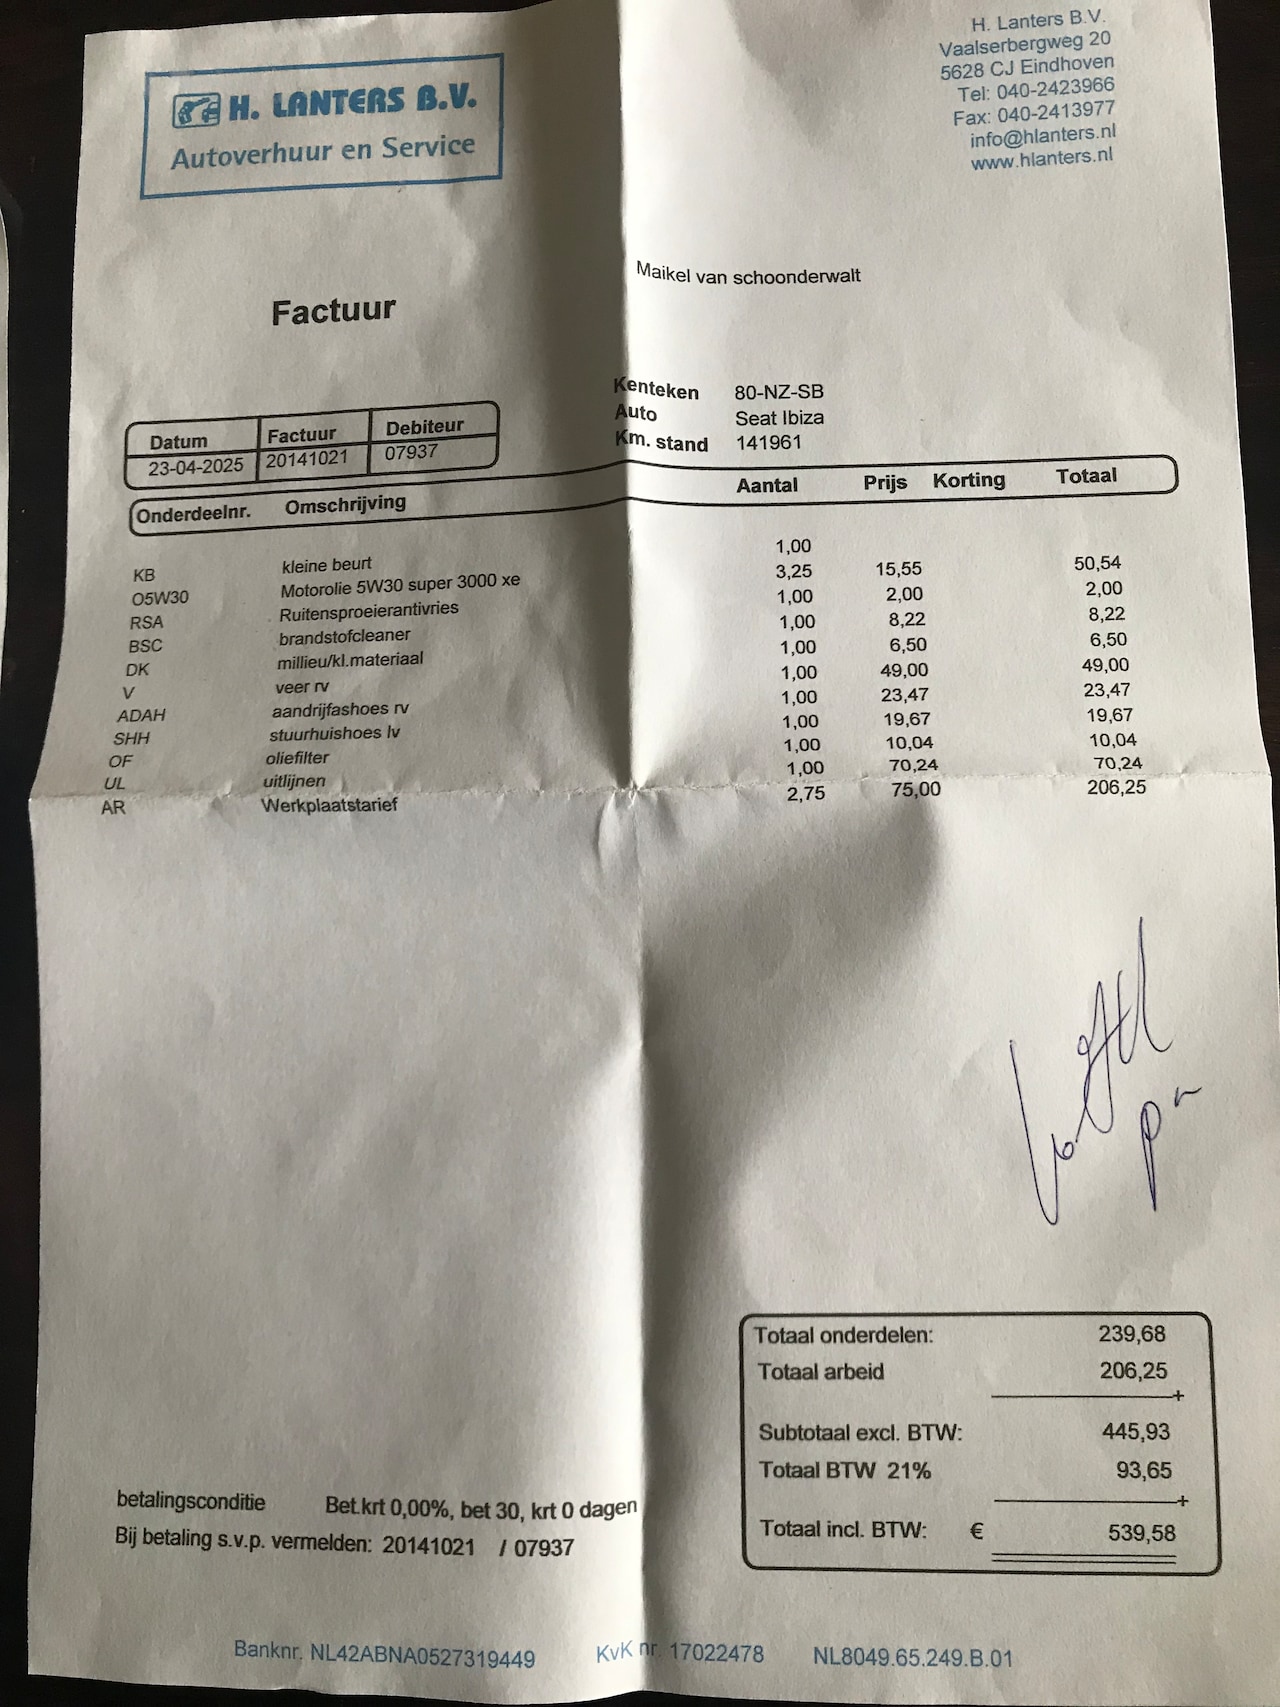 H. LANTERS B.V.
Autoverhuur en Service
H. Lanters B.V.
Vaalserbergweg 20
5628 CJ Eindhoven
Tel: 040-2423966
Fax: 040-2413977
info@hlanters.nl
www.hlanters.nl
Maikel van schoonderwalt
Factuur
Kenteken 80-NZ-SB
Auto Seat Ibiza
Km. stand 141961
Datum Factuur Debiteur
23-04-2025 20141021 07937
Onderdeelnr. Omschrijving Aantal Prijs Korting Totaal
KB kleine beurt 1,00
O5W30 Motorolie 5W30 super 3000 xe 3,25 15,55 50,54
RSA Ruitensproeierantivries 1,00 2,00 2,00
BSC brandstofcleaner 1,00 8,22 8,22
DK millieu/kl.materiaal 1,00 6,50 6,50
V veer rv 1,00 49,00 49,00
ADAH aandrijfashoes rv 1,00 23,47 23,47
SHH stuurhuishoes lv 1,00 19,67 19,67
OF oliefilter 1,00 10,04 10,04
UL uitlijnen 1,00 70,24 70,24
AR Werkplaatstarief 2,75 75,00 206,25
Totaal onderdelen: 239,68
Totaal arbeid 206,25
+
Subtotaal excl. BTW: 445,93
Totaal BTW 21% 93,65
+
Totaal incl. BTW: € 539,58
betalingsconditie Bet.krt 0,00%, bet 30, krt 0 dagen
Bij betaling s.v.p. vermelden: 20141021 / 07937
Banknr. NL42ABNA0527319449 KvK nr. 17022478 NL8049.65.249.B.01